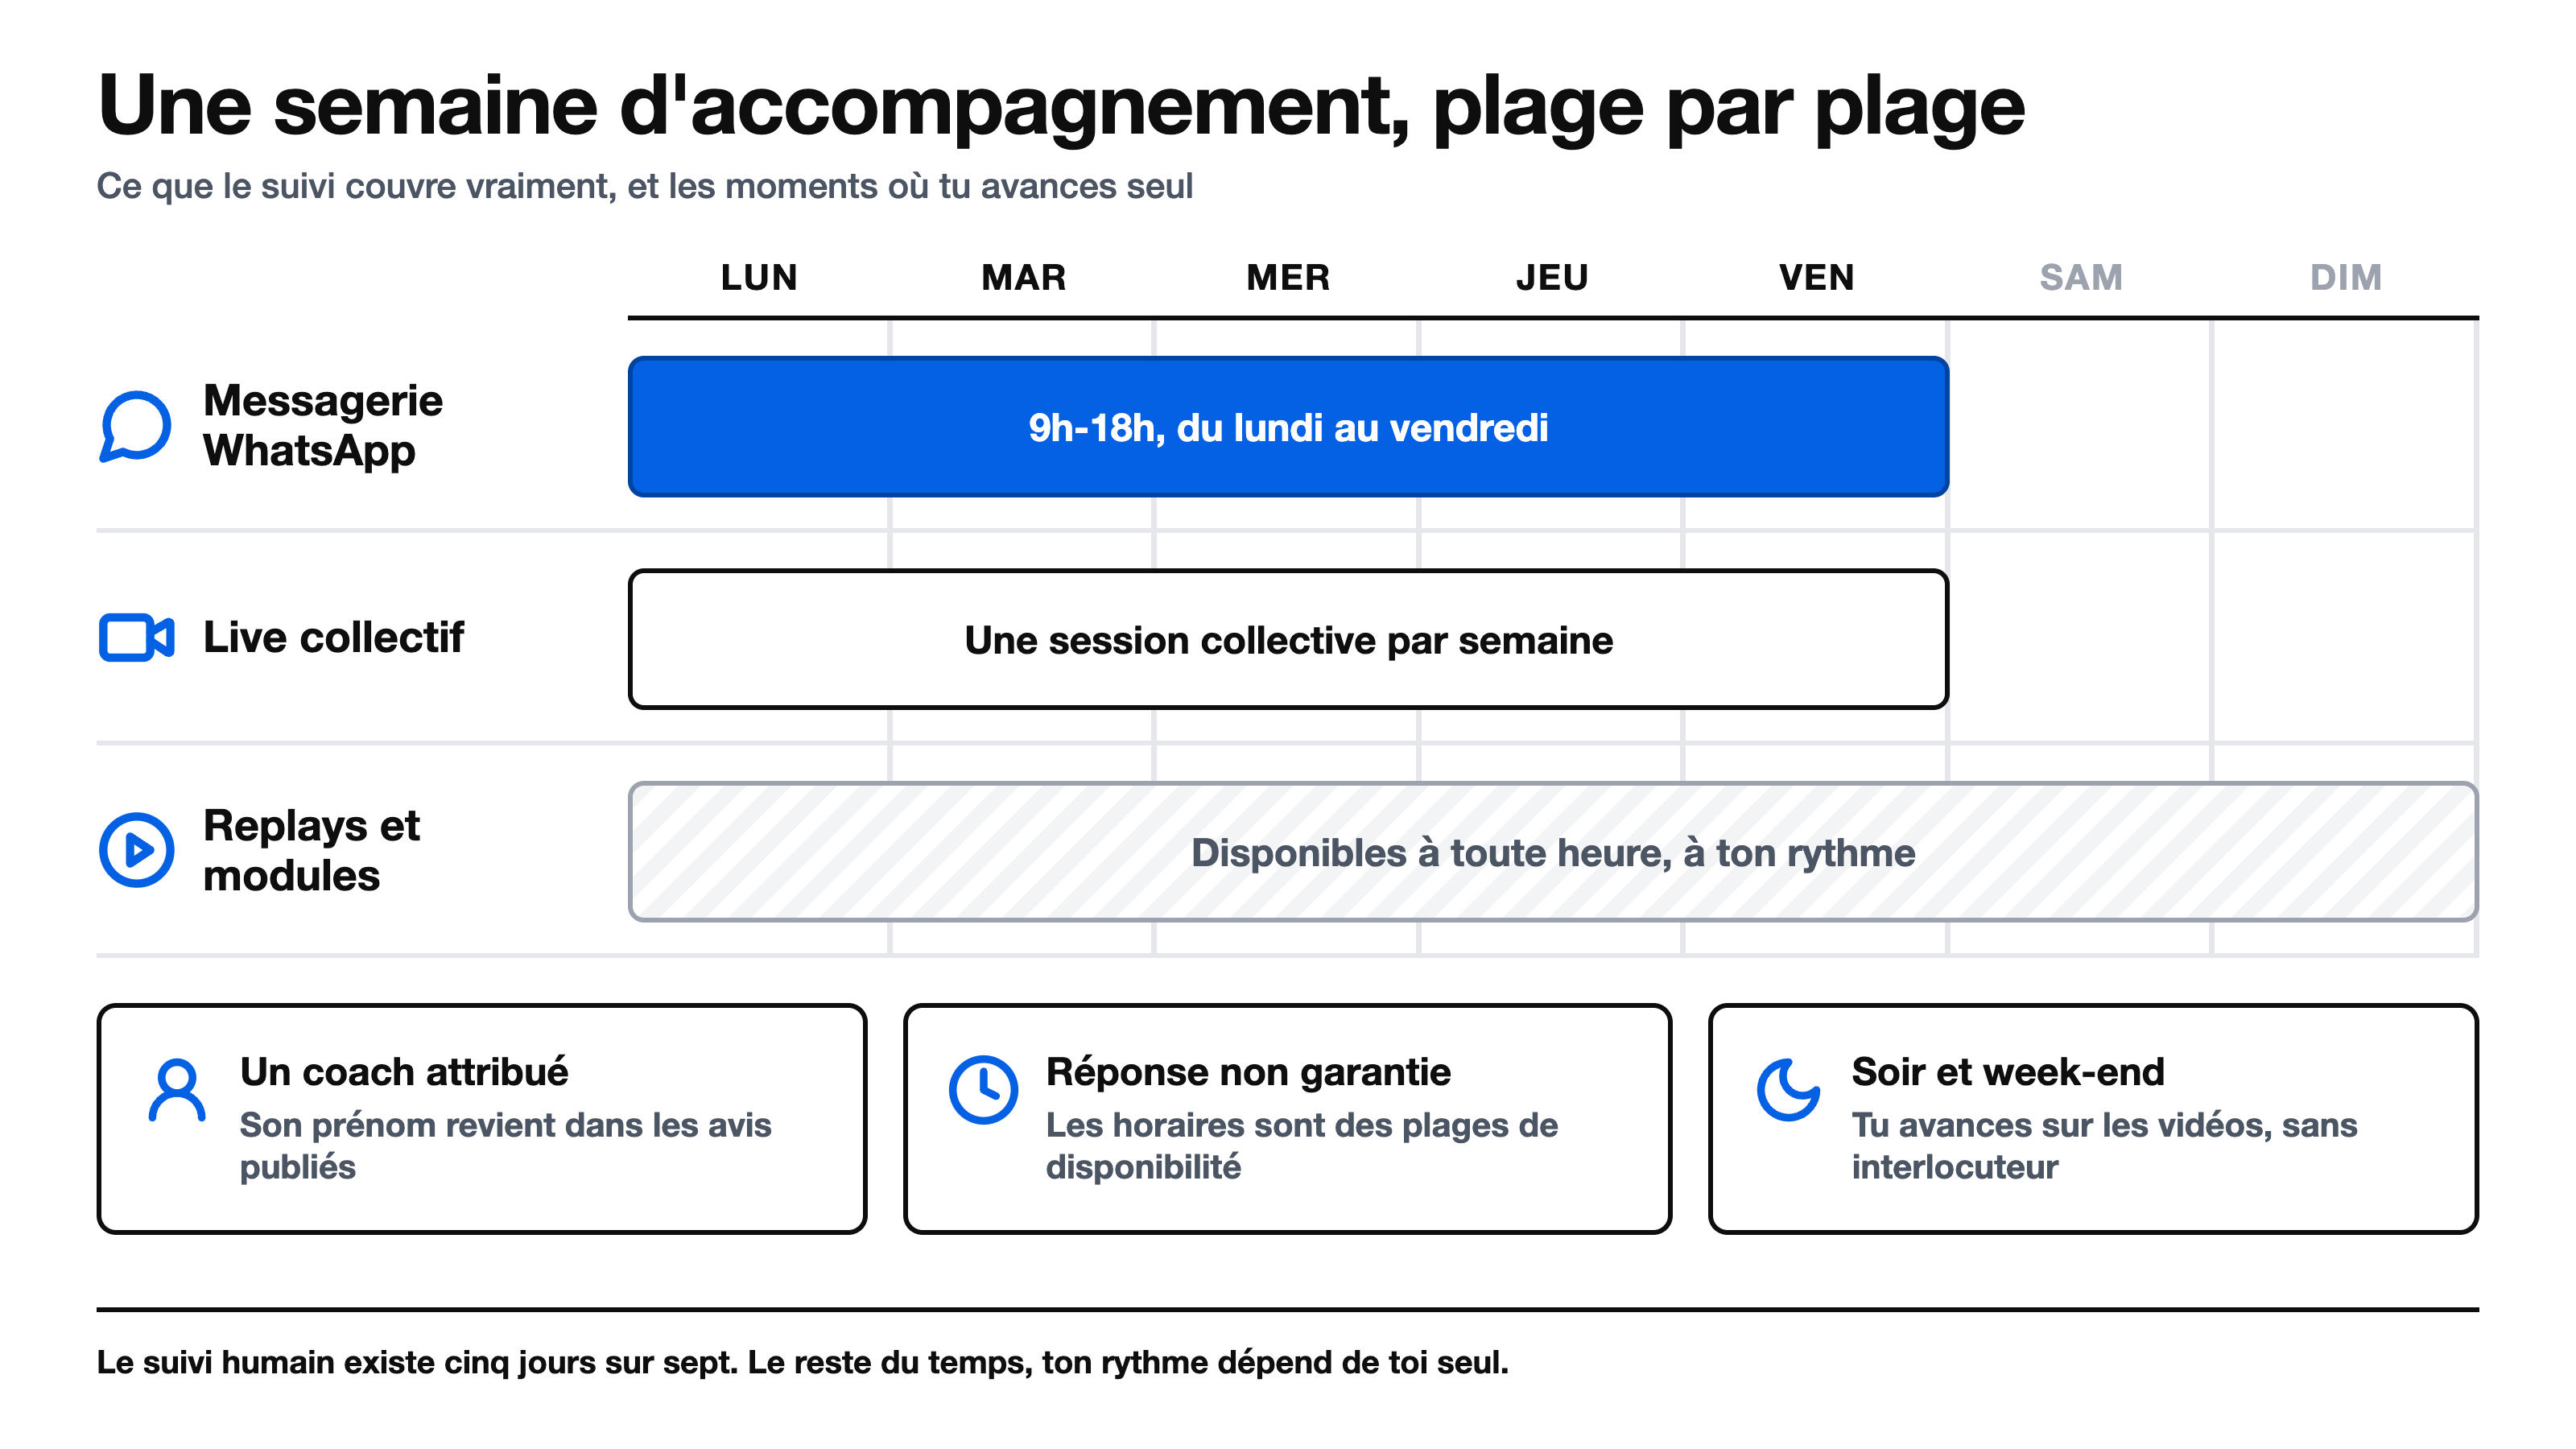 Une semaine d'accompagnement, plage par plage
Ce que le suivi couvre vraiment, et les moments où tu avances seul
LUN MAR MER JEU VEN SAM DIM
Messagerie
WhatsApp
9h-18h, du lundi au vendredi
Live collectif
Une session collective par semaine
Replays et
modules
Disponibles à toute heure, à ton rythme
Un coach attribué
Son prénom revient dans les avis
publiés
Réponse non garantie
Les horaires sont des plages de
disponibilité
Soir et week-end
Tu avances sur les vidéos, sans
interlocuteur
Le suivi humain existe cinq jours sur sept. Le reste du temps, ton rythme dépend de toi seul.